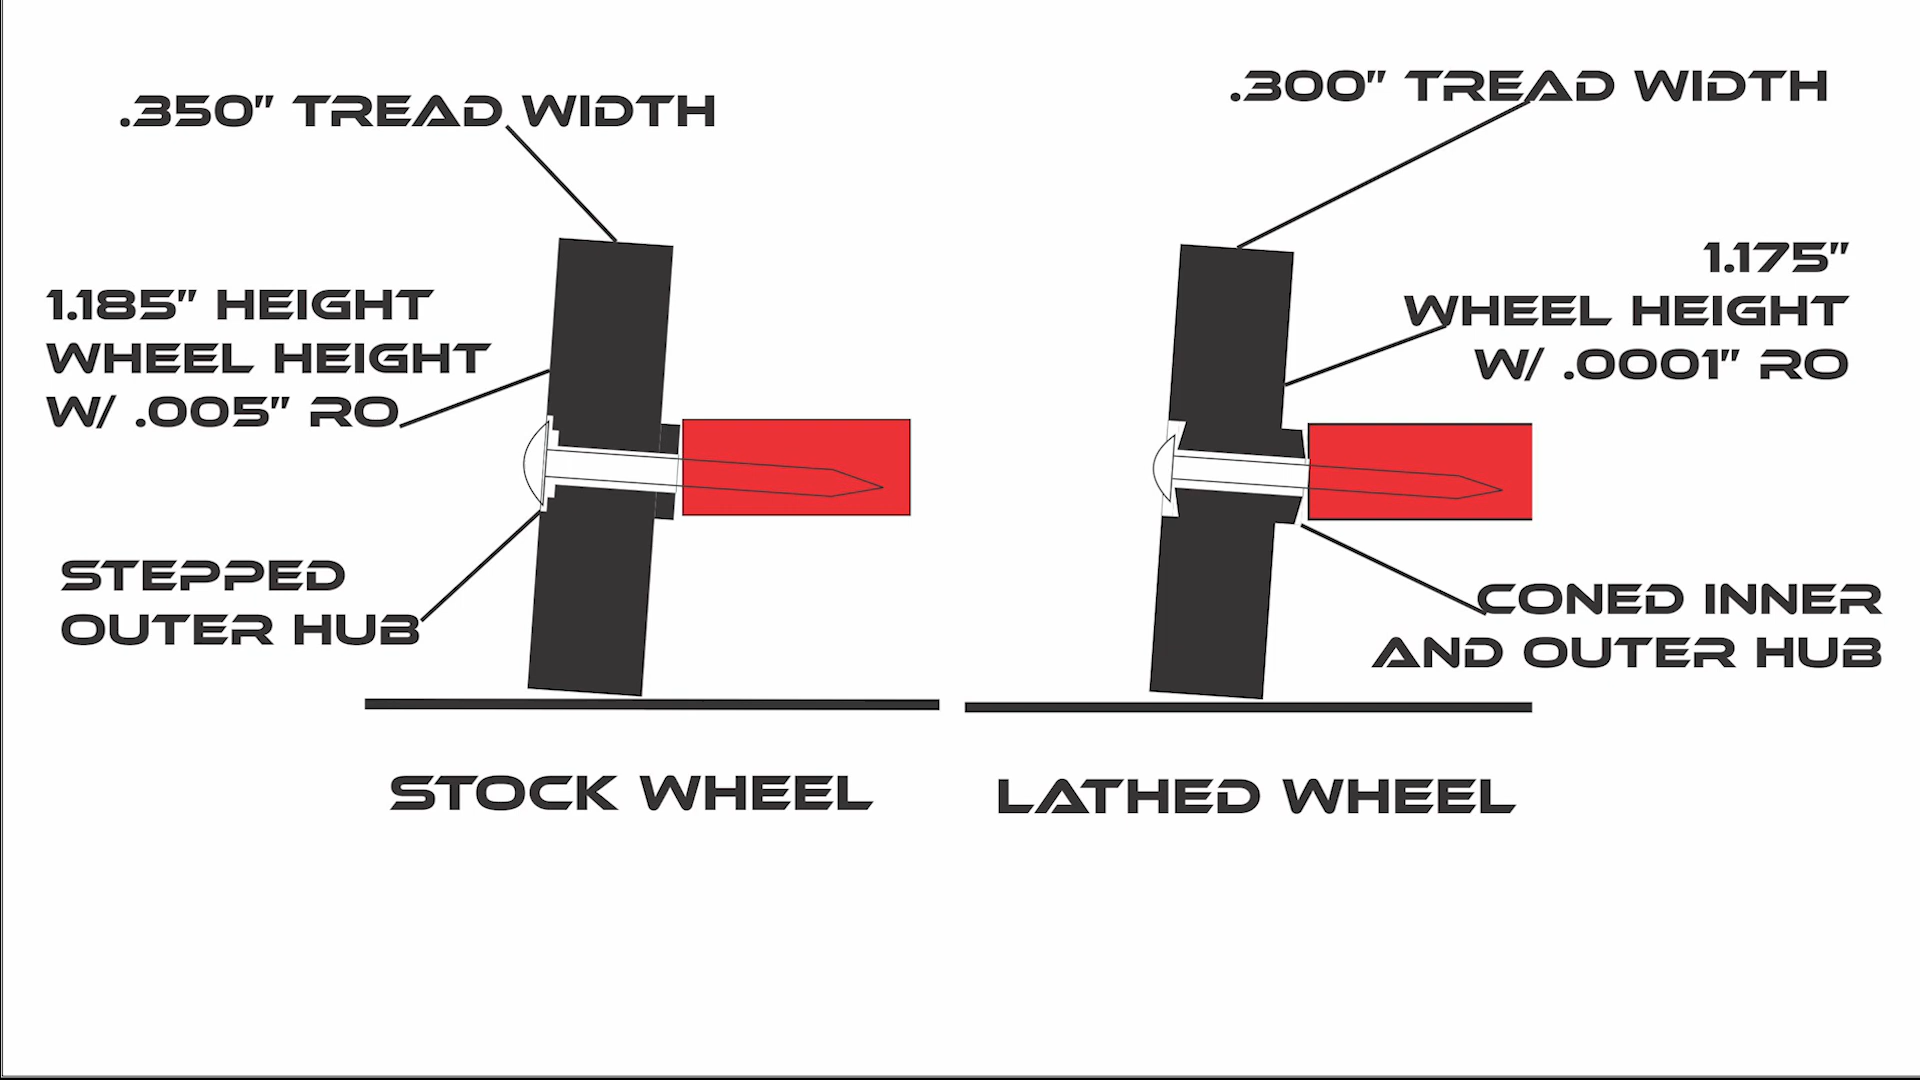 .350" TREAD WIDTH
1.185" HEIGHT
WHEEL HEIGHT
W/ .005" RO
STEPPED
OUTER HUB
STOCK WHEEL
.300" TREAD WIDTH
1.175"
WHEEL HEIGHT
W/ .0001" RO
CONED INNER
AND OUTER HUB
LATHED WHEEL